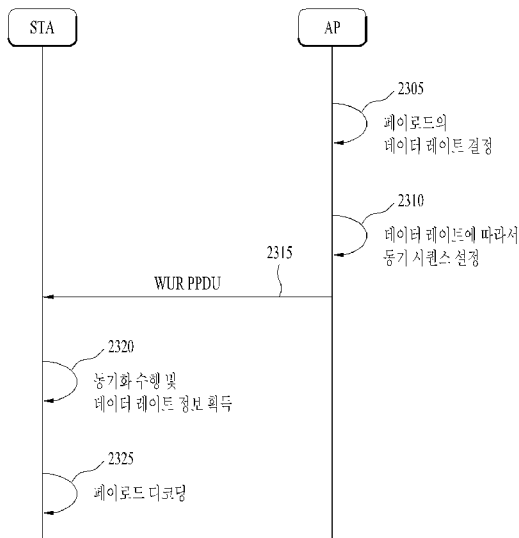 STA
AP
2305
페이로드의
데이터 레이트 결정
2310
데이터 레이트에 따라서
동기 시퀀스 설정
2315
WUR PPDU
2320
동기화 수행 및
데이터 레이트 정보 획득
2325
페이로드 디코딩